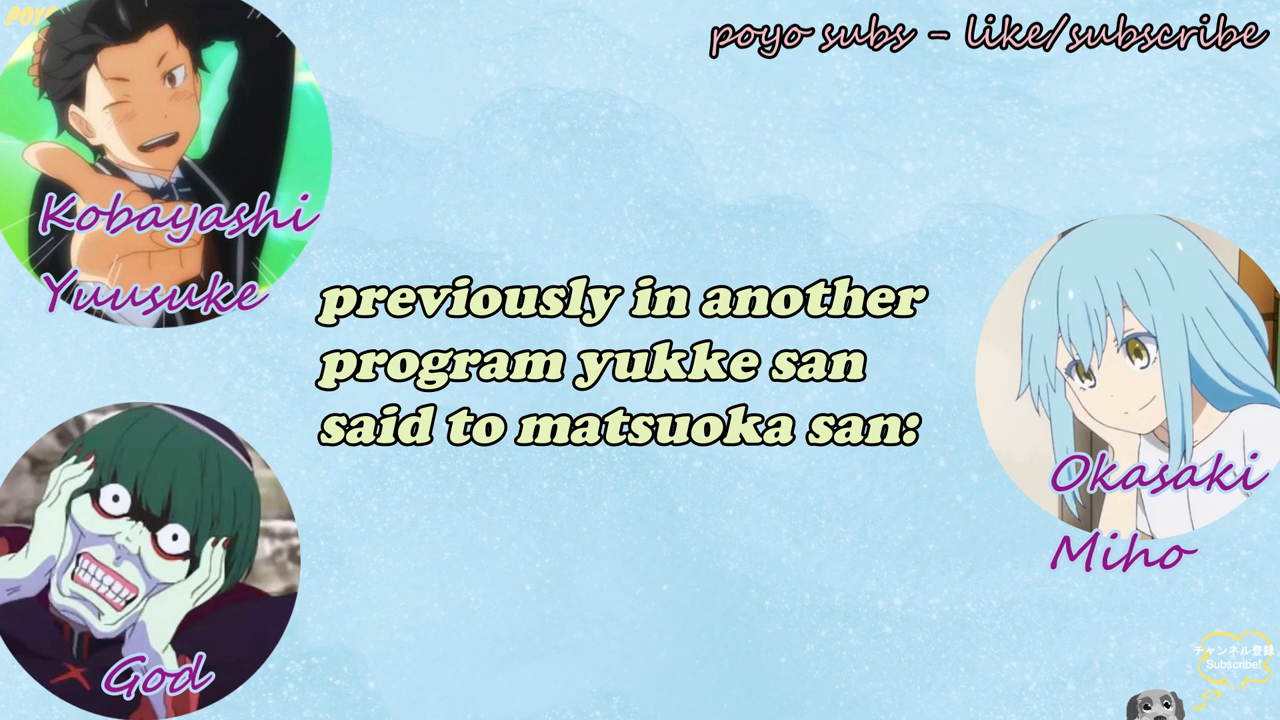 POYO
poyo subs - like/subscribe
Kobayashi
Yuusuke
previously in another
program yukke san
said to matsuoka san:
Okasaki
Miho
God
チャンネル登録
Subscribe!